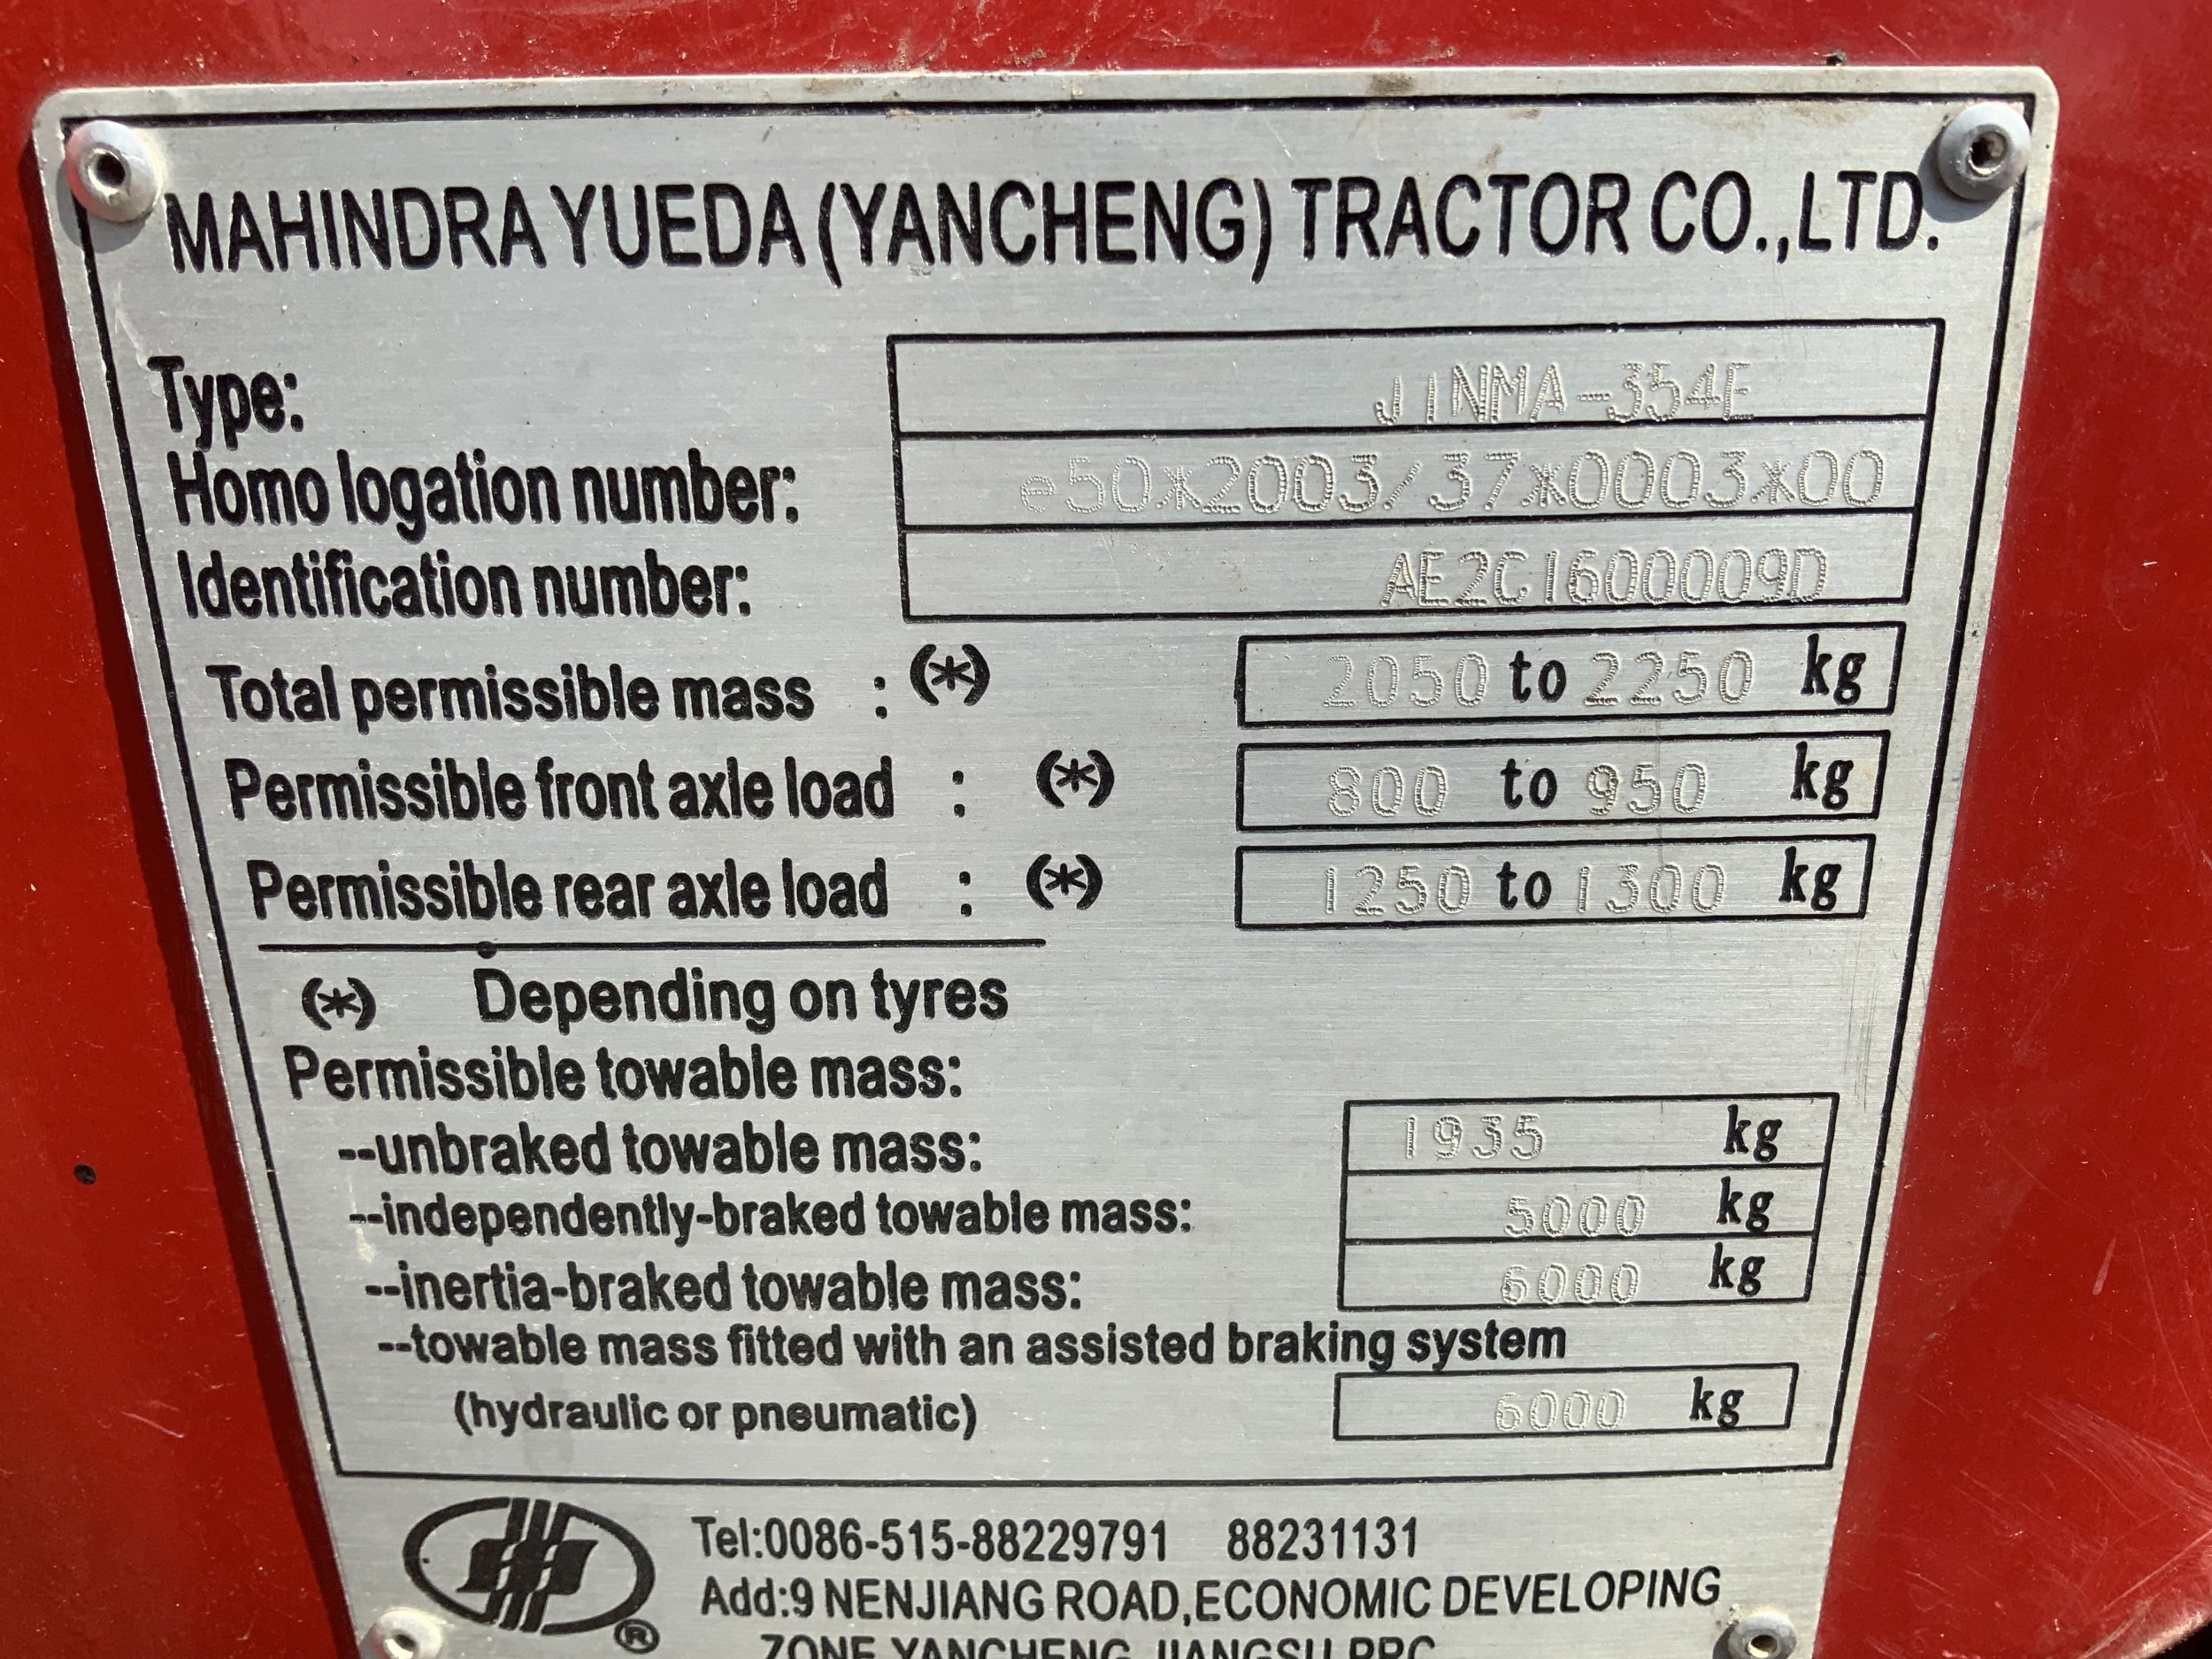 MAHINDRA YUEDA (YANCHENG) TRACTOR CO.,LTD.
Type: JINMA-354E
Homo logation number: e50*2003/37*0003*00
Identification number: AE2C1600009D
Total permissible mass : (*) 2050 to 2250 kg
Permissible front axle load : (*) 800 to 950 kg
Permissible rear axle load : (*) 1250 to 1300 kg
(*) Depending on tyres
Permissible towable mass:
--unbraked towable mass: 1935 kg
--independently-braked towable mass: 5000 kg
--inertia-braked towable mass: 6000 kg
--towable mass fitted with an assisted braking system
(hydraulic or pneumatic) 6000 kg
Tel:0086-515-88229791 88231131
Add:9 NENJIANG ROAD,ECONOMIC DEVELOPING
ZONE YANCHENG JIANGSU PRC
®